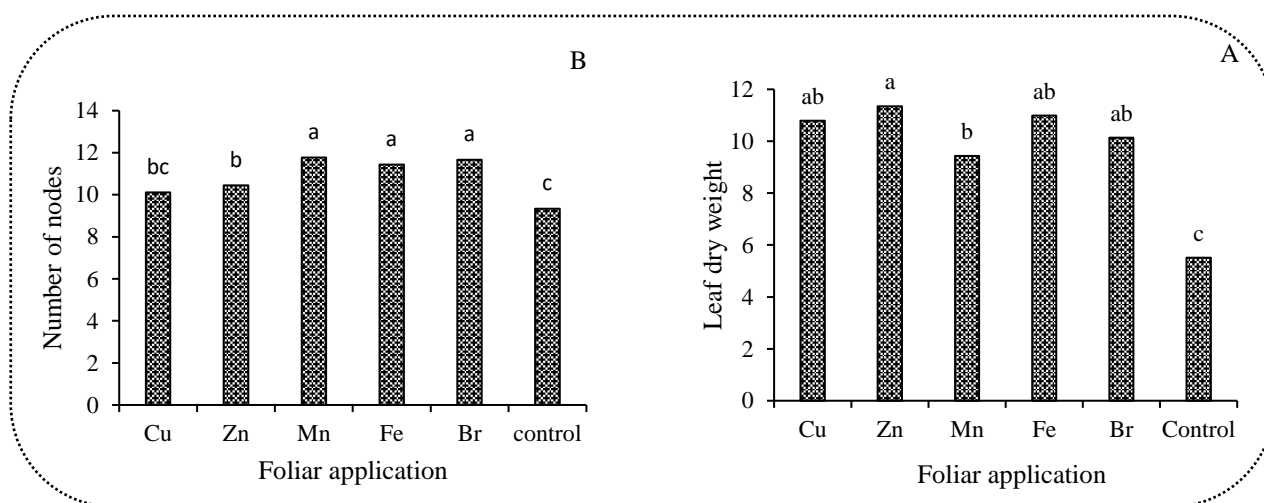 B
14
12
10
8
6
4
2
0
Number of nodes
bc
b
a
a
a
c
Cu Zn Mn Fe Br control
Foliar application
A
12
10
8
6
4
2
0
Leaf dry weight
ab
a
b
ab
ab
c
Cu Zn Mn Fe Br Control
Foliar application